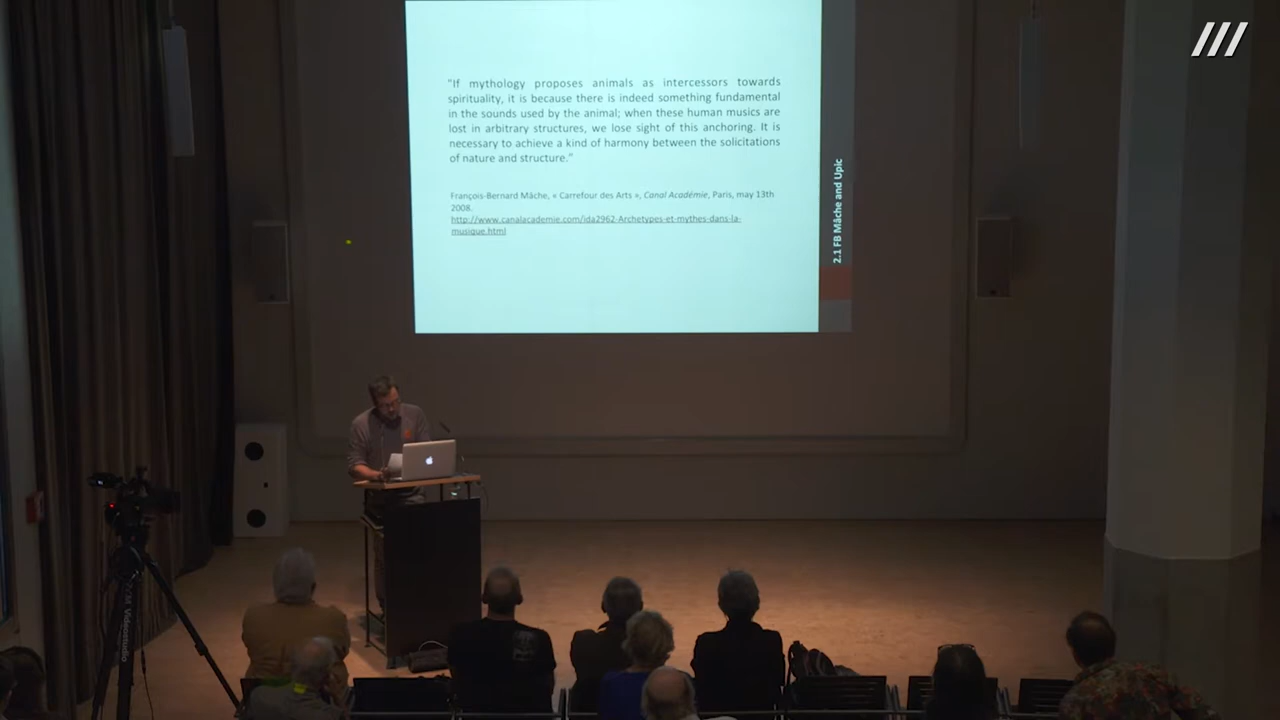 "If mythology proposes animals as intercessors towards
spirituality, it is because there is indeed something fundamental
in the sounds used by the animal; when these human musics are
lost in arbitrary structures, we lose sight of this anchoring. It is
necessary to achieve a kind of harmony between the solicitations
of nature and structure."
François-Bernard Mâche, « Carrefour des Arts », Canal Académie, Paris, may 13th
2008.
http://www.canalacademie.com/ida2962-Archetypes-et-mythes-dans-la-
musique.html
2.1 FB Mâche and Upic
Videostudio